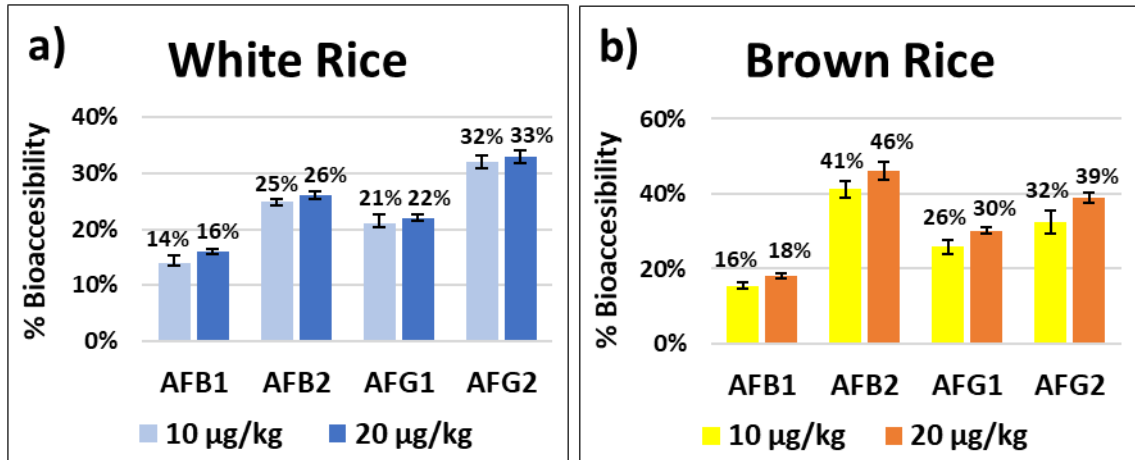 a)
White Rice
% Bioaccesibility
40%
30%
20%
10%
0%
14%
16%
25%
26%
21%
22%
32%
33%
AFB1 AFB2 AFG1 AFG2
10 µg/kg 20 µg/kg
b)
Brown Rice
% Bioaccesibility
60%
40%
20%
0%
16%
18%
41%
46%
26%
30%
32%
39%
AFB1 AFB2 AFG1 AFG2
10 µg/kg 20 µg/kg